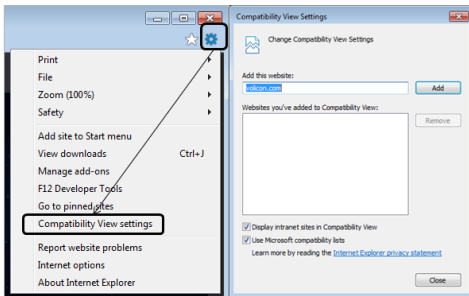 Print
File
Zoom (100%)
Safety
Add site to Start menu
View downloads Ctrl+J
Manage add-ons
F12 Developer Tools
Go to pinned sites
Compatibility View settings
Report website problems
Internet options
About Internet Explorer
Compatibility View Settings
Change Compatibility View Settings
Add this website:
volicon.com Add
Websites you've added to Compatibility View:
Remove
Display intranet sites in Compatibility View
Use Microsoft compatibility lists
Learn more by reading the Internet Explorer privacy statement
Close